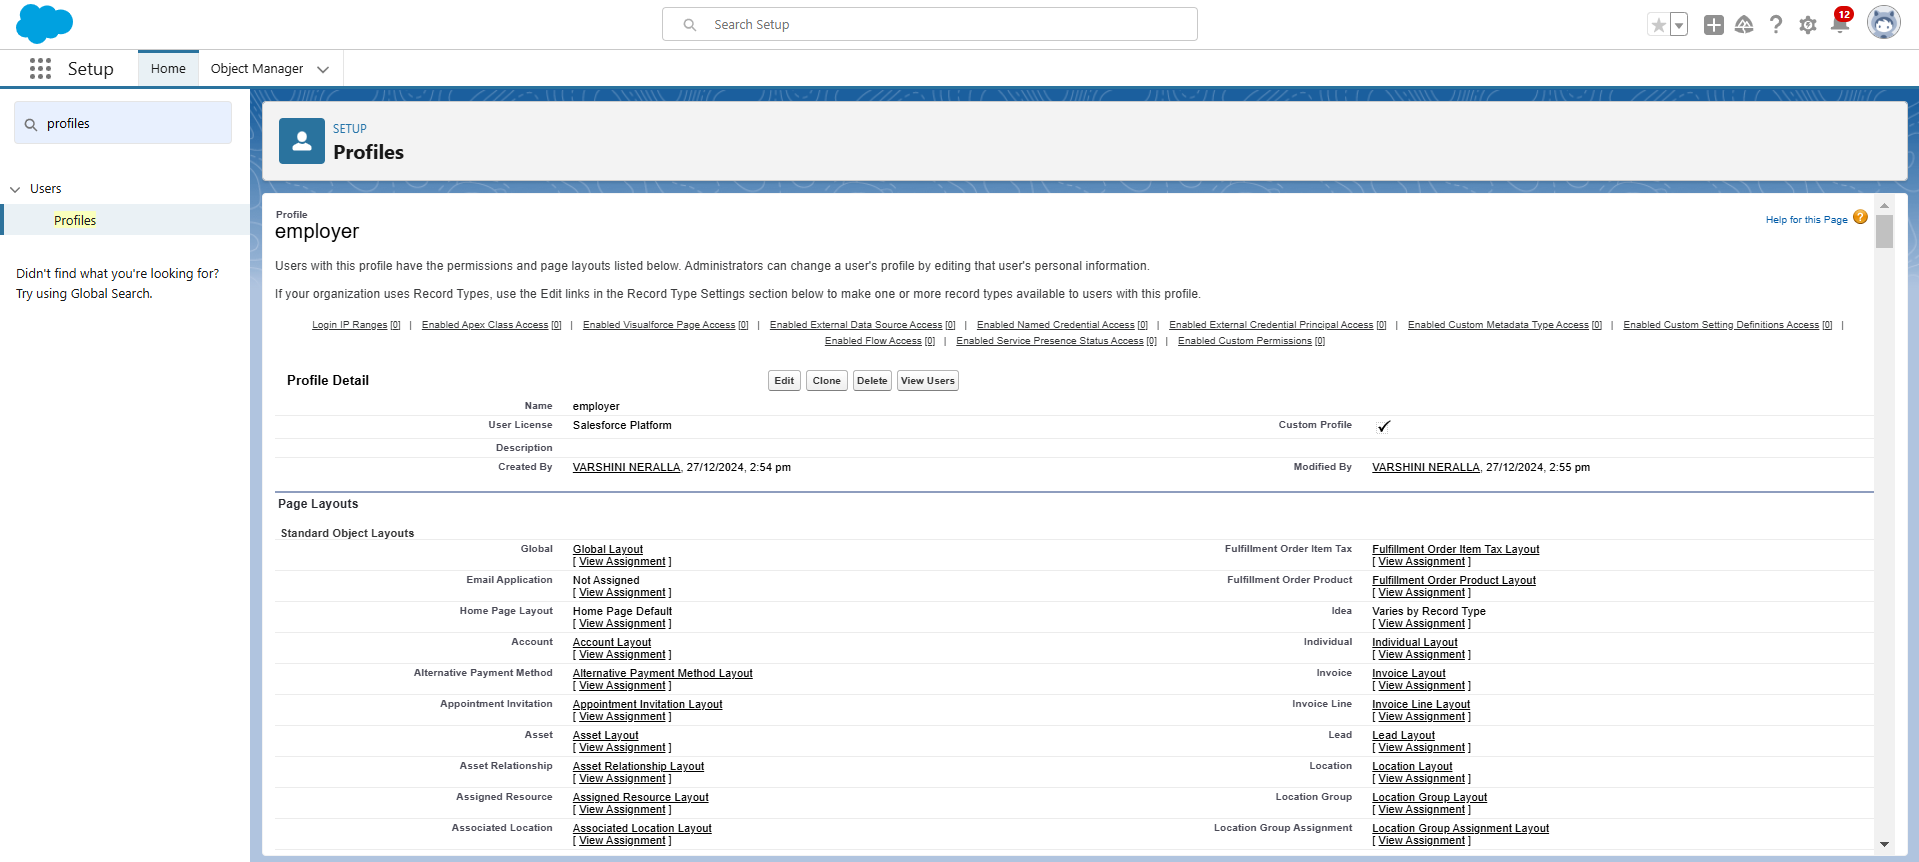 Search Setup
12
Setup
Home
Object Manager
profiles
Users
Profiles
Didn't find what you're looking for?
Try using Global Search.
SETUP
Profiles
Profile
employer
Help for this Page ?
Users with this profile have the permissions and page layouts listed below. Administrators can change a user's profile by editing that user's personal information.
If your organization uses Record Types, use the Edit links in the Record Type Settings section below to make one or more record types available to users with this profile.
Login IP Ranges [0] | Enabled Apex Class Access [0] | Enabled Visualforce Page Access [0] | Enabled External Data Source Access [0] | Enabled Named Credential Access [0] | Enabled External Credential Principal Access [0] | Enabled Custom Metadata Type Access [0] | Enabled Custom Setting Definitions Access [0] |
Enabled Flow Access [0] | Enabled Service Presence Status Access [0] | Enabled Custom Permissions [0]
Profile Detail Edit Clone Delete View Users
Name employer
User License Salesforce Platform Custom Profile ✓
Description
Created By VARSHINI NERALLA, 27/12/2024, 2:54 pm Modified By VARSHINI NERALLA, 27/12/2024, 2:55 pm
Page Layouts
Standard Object Layouts
Global Global Layout Fulfillment Order Item Tax Fulfillment Order Item Tax Layout
[ View Assignment ] [ View Assignment ]
Email Application Not Assigned Fulfillment Order Product Fulfillment Order Product Layout
[ View Assignment ] [ View Assignment ]
Home Page Layout Home Page Default Idea Varies by Record Type
[ View Assignment ] [ View Assignment ]
Account Account Layout Individual Individual Layout
[ View Assignment ] [ View Assignment ]
Alternative Payment Method Alternative Payment Method Layout Invoice Invoice Layout
[ View Assignment ] [ View Assignment ]
Appointment Invitation Appointment Invitation Layout Invoice Line Invoice Line Layout
[ View Assignment ] [ View Assignment ]
Asset Asset Layout Lead Lead Layout
[ View Assignment ] [ View Assignment ]
Asset Relationship Asset Relationship Layout Location Location Layout
[ View Assignment ] [ View Assignment ]
Assigned Resource Assigned Resource Layout Location Group Location Group Layout
[ View Assignment ] [ View Assignment ]
Associated Location Associated Location Layout Location Group Assignment Location Group Assignment Layout
[ View Assignment ] [ View Assignment ]